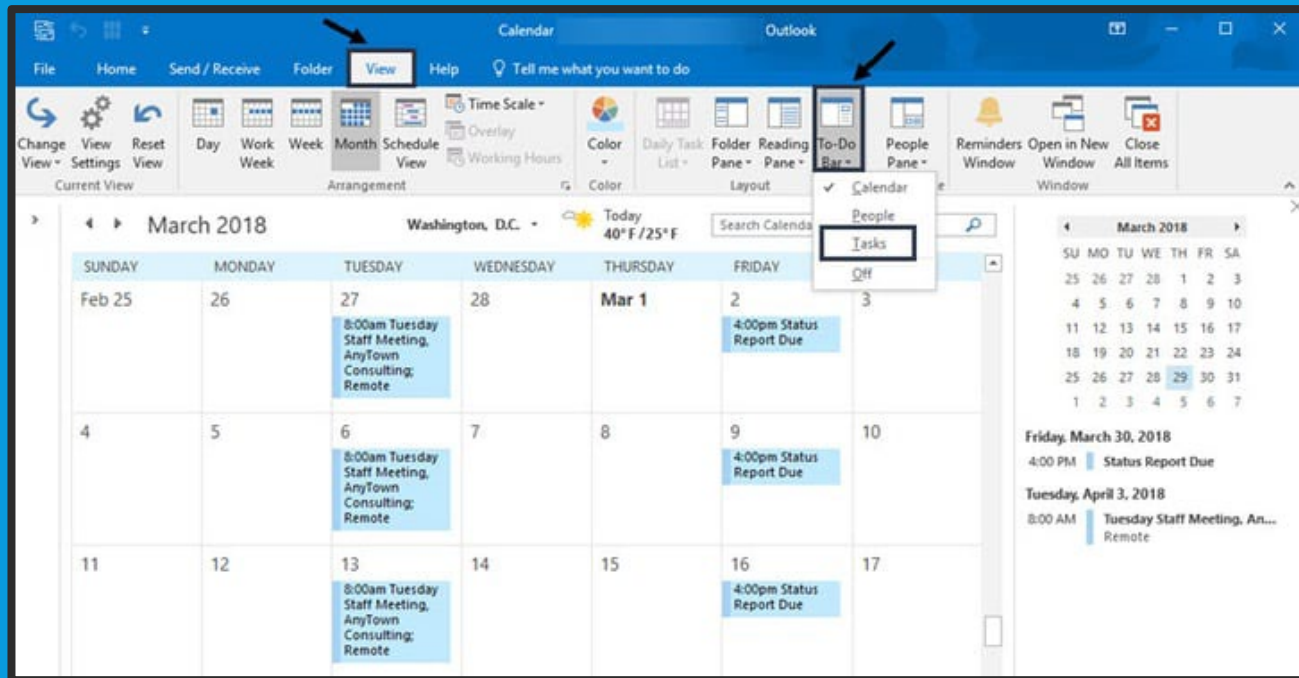 Calendar
Outlook
File Home Send / Receive Folder View Help Tell me what you want to do
Change View
View Settings
Reset View
Current View
Day
Work Week
Week
Month
Schedule View
Time Scale
Overlay
Working Hours
Arrangement
Color
Color
Daily Task List
Folder Pane
Reading Pane
To-Do Bar
Layout
People Pane
Reminders Window
Open in New Window
Close All Items
Window
Calendar
People
Tasks
Off
March 2018
Washington, D.C.
Today
40°F/25°F
Search Calenda
SUNDAY MONDAY TUESDAY WEDNESDAY THURSDAY FRIDAY
Feb 25 26 27 28 Mar 1 2 3
8:00am Tuesday
Staff Meeting,
AnyTown
Consulting;
Remote
4:00pm Status
Report Due
4 5 6 7 8 9 10
8:00am Tuesday
Staff Meeting,
AnyTown
Consulting;
Remote
4:00pm Status
Report Due
11 12 13 14 15 16 17
8:00am Tuesday
Staff Meeting,
AnyTown
Consulting;
Remote
4:00pm Status
Report Due
March 2018
SU MO TU WE TH FR SA
25 26 27 28 1 2 3
4 5 6 7 8 9 10
11 12 13 14 15 16 17
18 19 20 21 22 23 24
25 26 27 28 29 30 31
1 2 3 4 5 6 7
Friday, March 30, 2018
4:00 PM Status Report Due
Tuesday, April 3, 2018
8:00 AM Tuesday Staff Meeting, An...
Remote